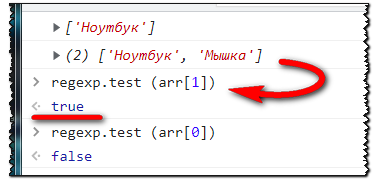 ▶ ['Ноутбук']
▶ (2) ['Ноутбук', 'Мышка']
> regexp.test (arr[1])
<· true
> regexp.test (arr[0])
<· false